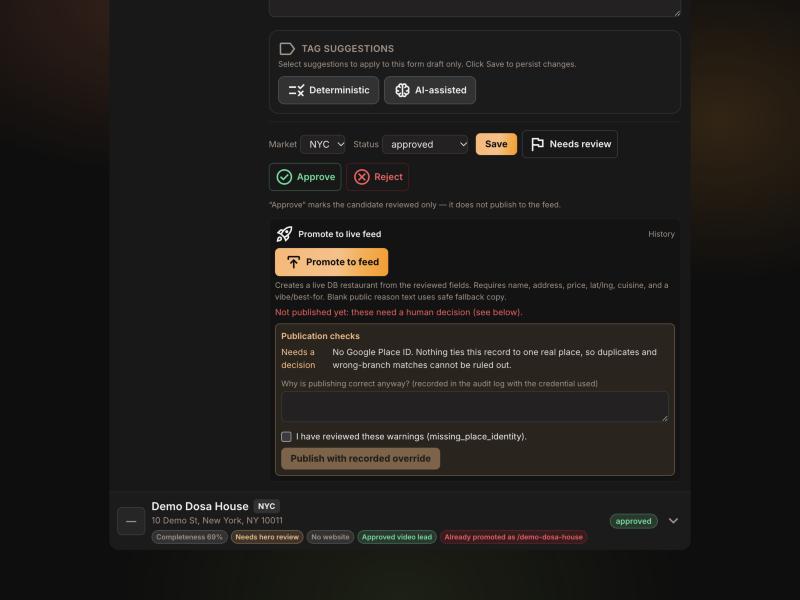 TAG SUGGESTIONS
Select suggestions to apply to this form draft only. Click Save to persist changes.
Deterministic
AI-assisted
Market NYC Status approved Save Needs review
Approve Reject
"Approve" marks the candidate reviewed only — it does not publish to the feed.
Promote to live feed History
Promote to feed
Creates a live DB restaurant from the reviewed fields. Requires name, address, price, lat/lng, cuisine, and a
vibe/best-for. Blank public reason text uses safe fallback copy.
Not published yet: these need a human decision (see below).
Publication checks
Needs a decision
No Google Place ID. Nothing ties this record to one real place, so duplicates and
wrong-branch matches cannot be ruled out.
Why is publishing correct anyway? (recorded in the audit log with the credential used)
I have reviewed these warnings (missing_place_identity).
Publish with recorded override
Demo Dosa House NYC
10 Demo St, New York, NY 10011
Completeness 69% Needs hero review No website Approved video lead Already promoted as /demo-dosa-house
approved